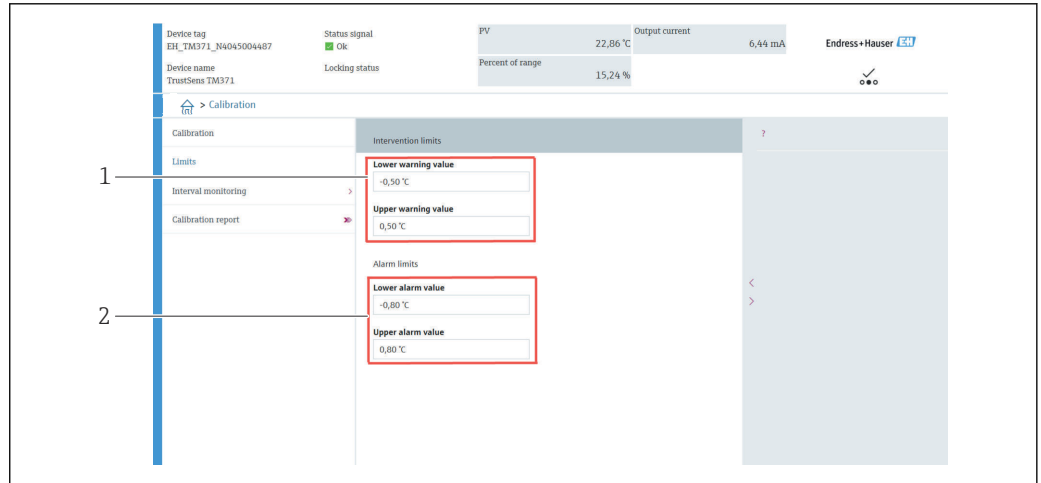 Device tag
EH_TM371_N4045004487
Status signal
Ok
PV
22,86 ℃
Output current
6,44 mA
Endress+Hauser EH
Device name
TrustSens TM371
Locking status
Percent of range
15,24 %
> Calibration
Calibration
Intervention limits
?
Limits
Lower warning value
1
-0,50 ℃
Interval monitoring >
Upper warning value
Calibration report
0,50 ℃
Alarm limits
Lower alarm value
<
-0,80 ℃
>
2
Upper alarm value
0,80 ℃